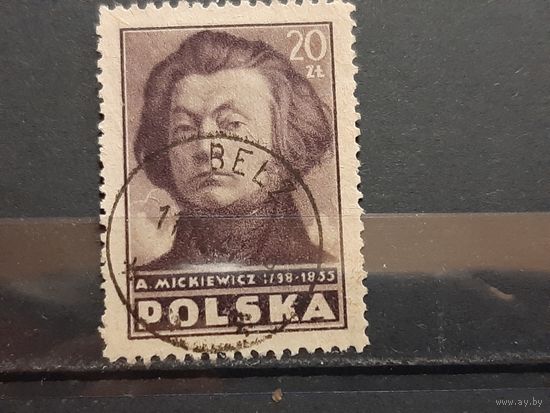 20
ZŁ
BEŁZ
A. MICKIEWICZ 1798-1855
POLSKA
www.ay.by